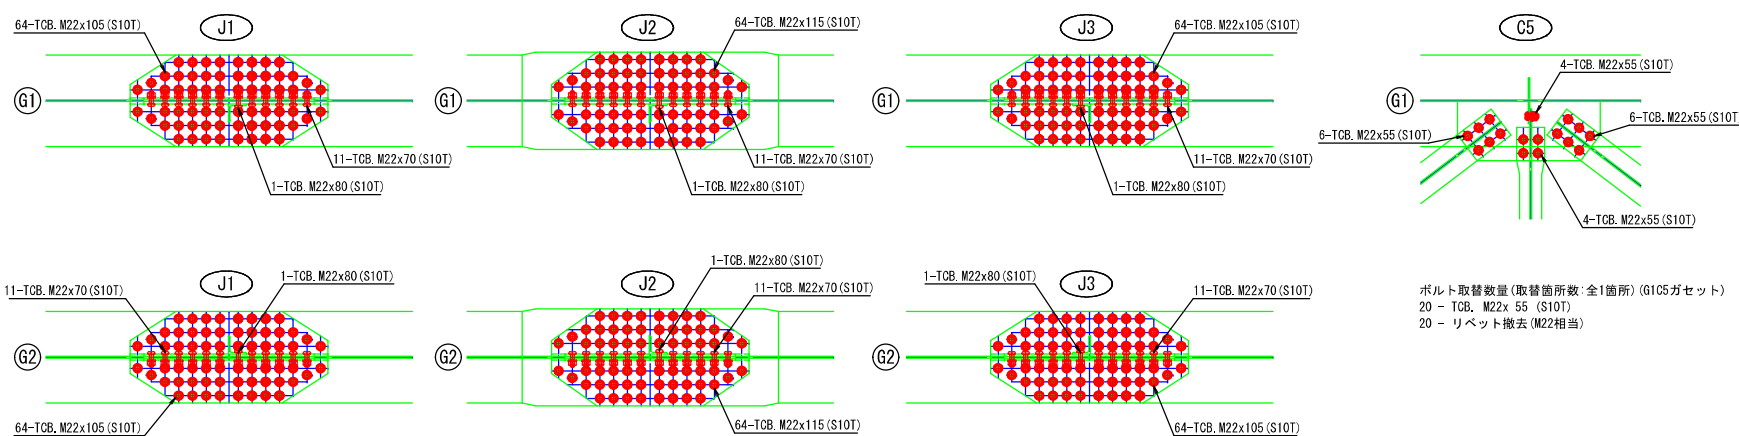 64-TCB. M22x105(S10T)
J1
G1
11-TCB. M22x70(S10T)
1-TCB. M22x80(S10T)
J2
64-TCB. M22x115(S10T)
G1
11-TCB. M22x70(S10T)
1-TCB. M22x80(S10T)
J3
64-TCB. M22x105(S10T)
G1
11-TCB. M22x70(S10T)
1-TCB. M22x80(S10T)
C5
4-TCB. M22x55(S10T)
G1
6-TCB. M22x55(S10T)
6-TCB. M22x55(S10T)
4-TCB. M22x55(S10T)
J1
1-TCB. M22x80(S10T)
11-TCB. M22x70(S10T)
G2
64-TCB. M22x105(S10T)
J2
1-TCB. M22x80(S10T)
11-TCB. M22x70(S10T)
G2
64-TCB. M22x115(S10T)
1-TCB. M22x80(S10T)
J3
11-TCB. M22x70(S10T)
G2
64-TCB. M22x105(S10T)
ボルト取替数量(取替箇所数:全1箇所)(G1C5ガセット)
20 - TCB. M22x 55 (S10T)
20 - リベット撤去(M22相当)